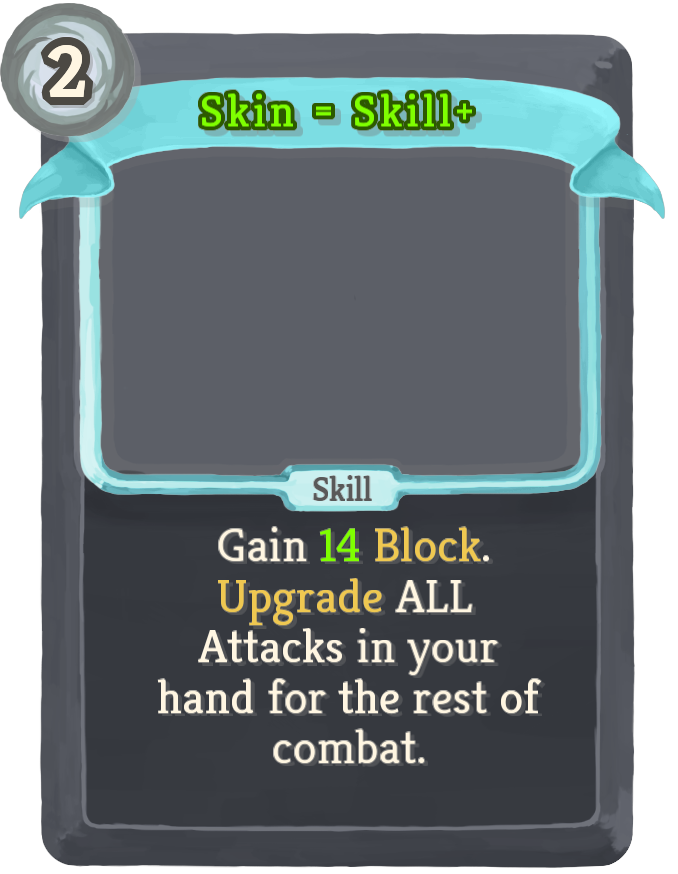 2
Skin = Skill+
Skill
Gain 14 Block.
Upgrade ALL
Attacks in your
hand for the rest of
combat.